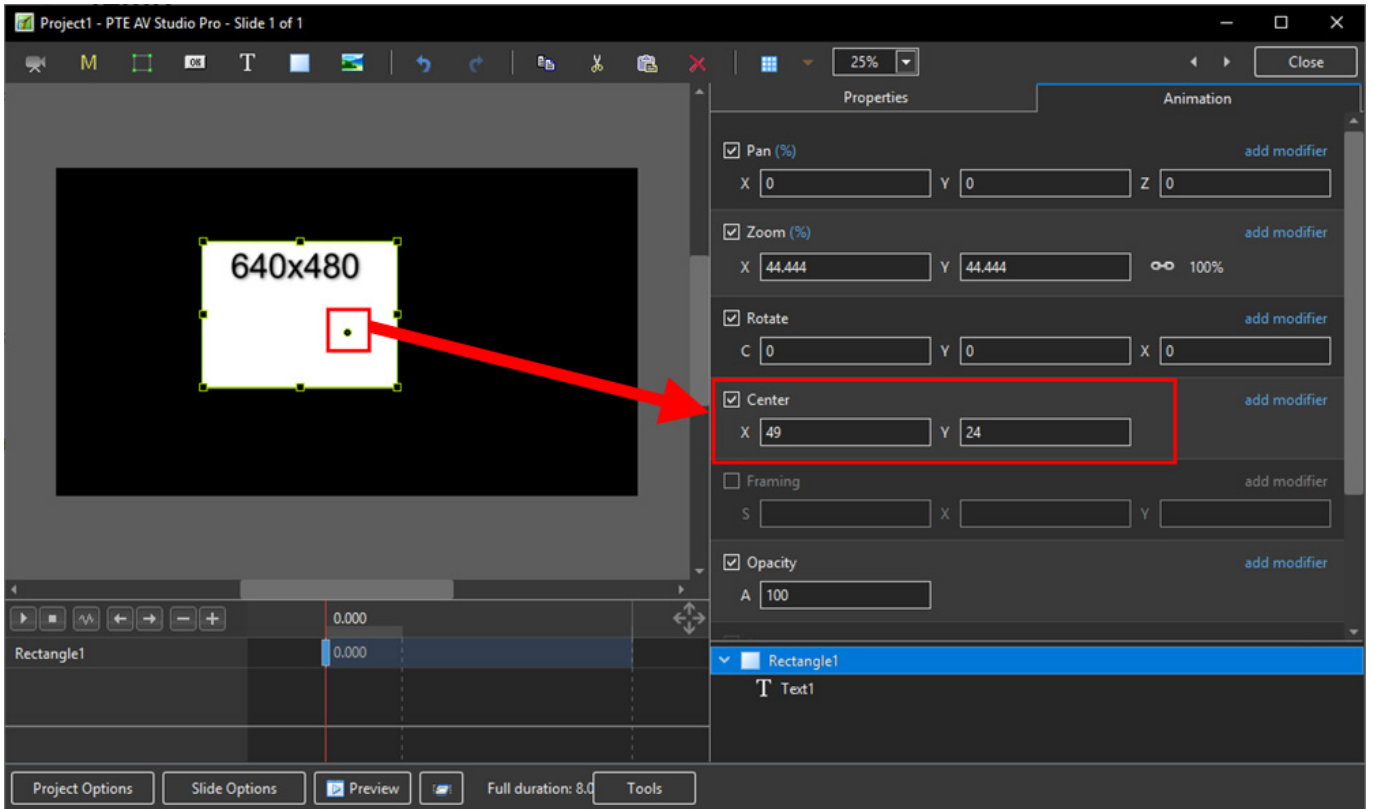 Project1 - PTE AV Studio Pro - Slide 1 of 1
M OK T 25% Close
Properties Animation
Pan (%) add modifier
X 0 Y 0 Z 0
Zoom (%) add modifier
X 44.444 Y 44.444 100%
640x480
Rotate add modifier
C 0 Y 0 X 0
Center add modifier
X 49 Y 24
Framing add modifier
S X Y
Opacity add modifier
A 100
0.000
Rectangle1 0.000
Rectangle1
T Text1
Project Options Slide Options Preview Full duration: 8.0 Tools